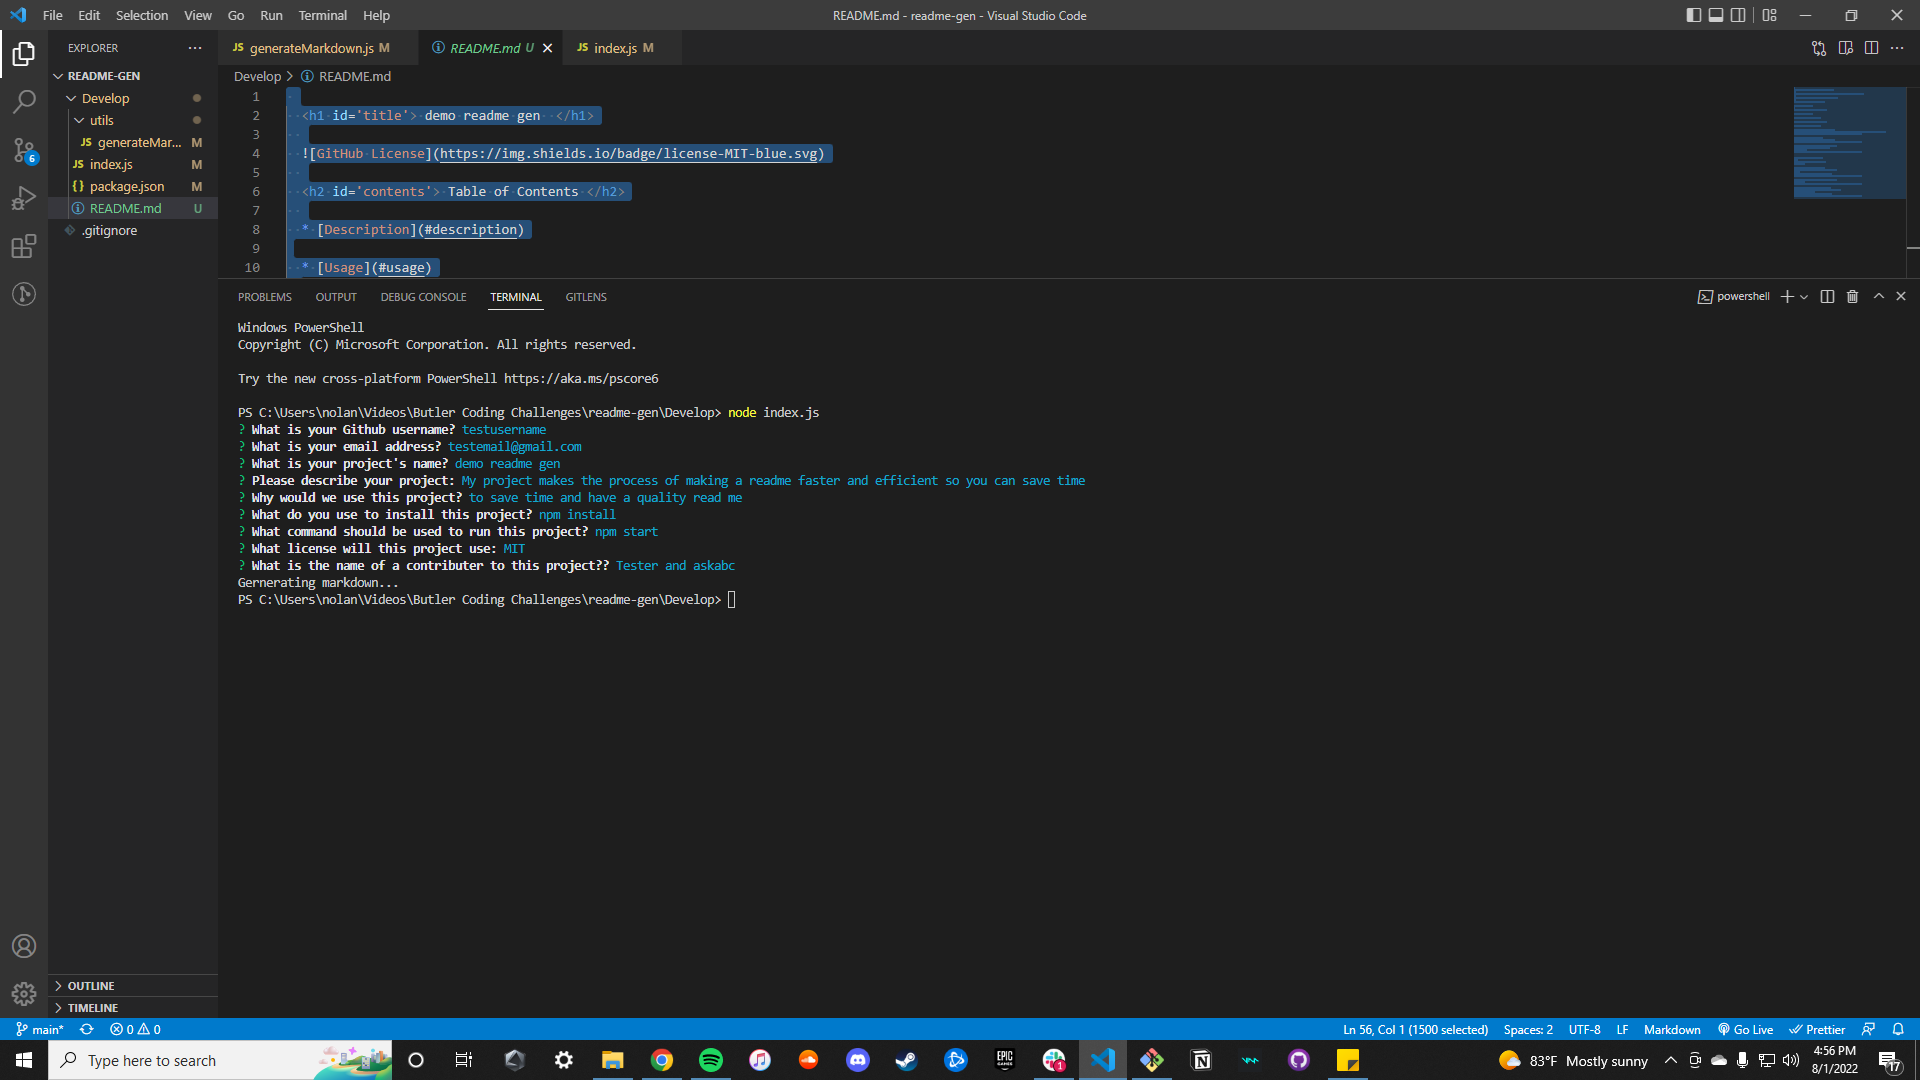 File Edit Selection View Go Run Terminal Help README.md - readme-gen - Visual Studio Code
EXPLORER
README-GEN
Develop
utils
JS generateMar... M
JS index.js M
{} package.json M
README.md U
.gitignore
OUTLINE
TIMELINE
6
JS generateMarkdown.js M README.md U JS index.js M
Develop > README.md
1
2 <h1 id='title'> demo readme gen </h1>
3
4 ![GitHub License](https://img.shields.io/badge/license-MIT-blue.svg)
5
6 <h2 id='contents'> Table of Contents </h2>
7
8 * [Description](#description)
9
10 * [Usage](#usage)
PROBLEMS OUTPUT DEBUG CONSOLE TERMINAL GITLENS powershell
Windows PowerShell
Copyright (C) Microsoft Corporation. All rights reserved.
Try the new cross-platform PowerShell https://aka.ms/pscore6
PS C:\Users\nolan\Videos\Butler Coding Challenges\readme-gen\Develop> node index.js
? What is your Github username? testusername
? What is your email address? testemail@gmail.com
? What is your project's name? demo readme gen
? Please describe your project: My project makes the process of making a readme faster and efficient so you can save time
? Why would we use this project? to save time and have a quality read me
? What do you use to install this project? npm install
? What command should be used to run this project? npm start
? What license will this project use: MIT
? What is the name of a contributer to this project?? Tester and askabc
Gernerating markdown...
PS C:\Users\nolan\Videos\Butler Coding Challenges\readme-gen\Develop>
main* 0 0 Ln 56, Col 1 (1500 selected) Spaces: 2 UTF-8 LF Markdown Go Live Prettier
Type here to search EPIC GAMES 1 83°F Mostly sunny 4:56 PM
8/1/2022 17